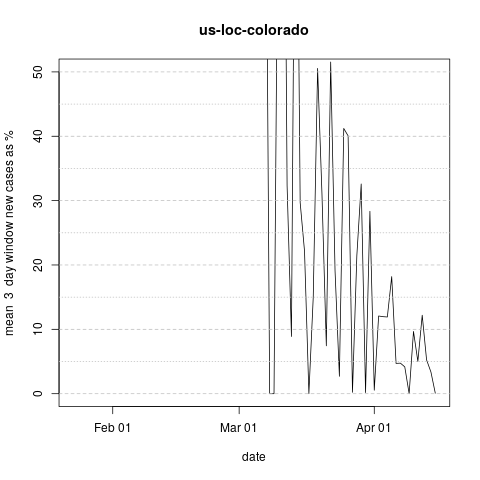 us-loc-colorado
mean 3 day window new cases as %
50
40
30
20
10
0
Feb 01
Mar 01
Apr 01
date